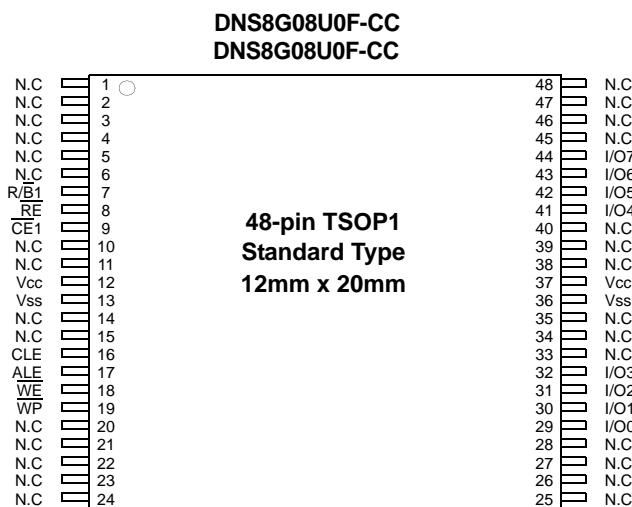 DNS8G08U0F-CC
DNS8G08U0F-CC
N.C 1 48 N.C
N.C 2 47 N.C
N.C 3 46 N.C
N.C 4 45 N.C
N.C 5 44 I/O7
N.C 6 43 I/O6
R/B1 7 42 I/O5
RE 8 41 I/O4
CE1 9 40 N.C
N.C 10 39 N.C
N.C 11 38 N.C
Vcc 12 37 Vcc
Vss 13 36 Vss
N.C 14 35 N.C
N.C 15 34 N.C
CLE 16 33 N.C
ALE 17 32 I/O3
WE 18 31 I/O2
WP 19 30 I/O1
N.C 20 29 I/O0
N.C 21 28 N.C
N.C 22 27 N.C
N.C 23 26 N.C
N.C 24 25 N.C
48-pin TSOP1
Standard Type
12mm x 20mm